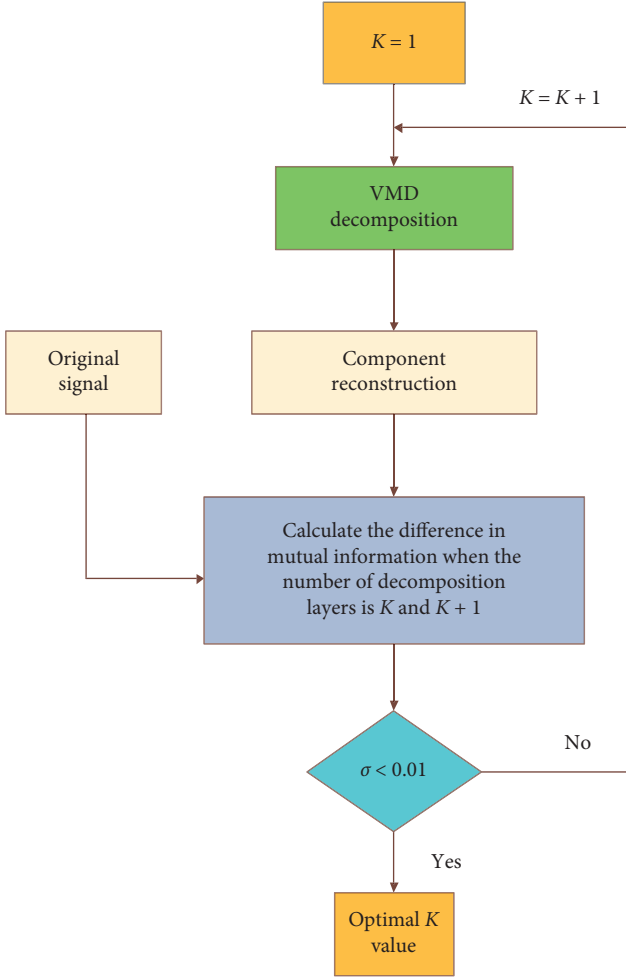 K = 1
K = K + 1
VMD
decomposition
Original
signal
Component
reconstruction
Calculate the difference in
mutual information when the
number of decomposition
layers is K and K + 1
σ < 0.01
No
Yes
Optimal K
value